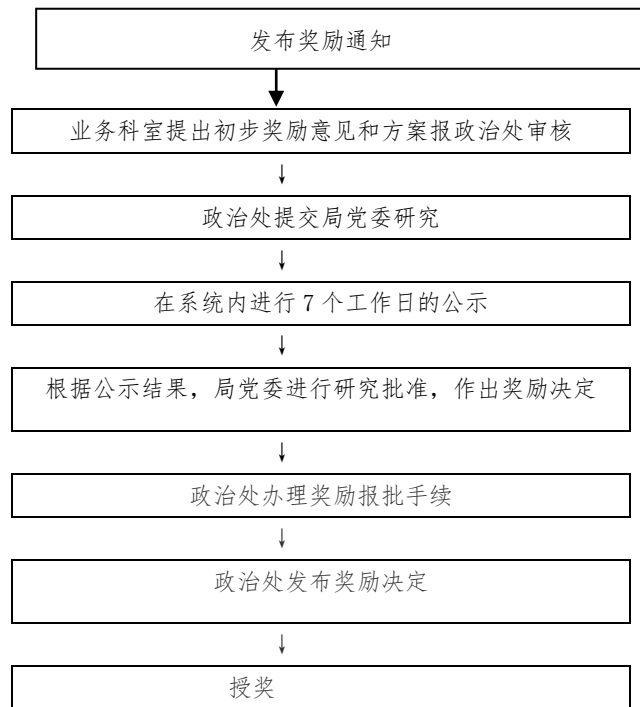 发布奖励通知
业务科室提出初步奖励意见和方案报政治处审核
↓
政治处提交局党委研究
↓
在系统内进行 7 个工作日的公示
↓
根据公示结果，局党委进行研究批准，作出奖励决定
↓
政治处办理奖励报批手续
↓
政治处发布奖励决定
↓
授奖